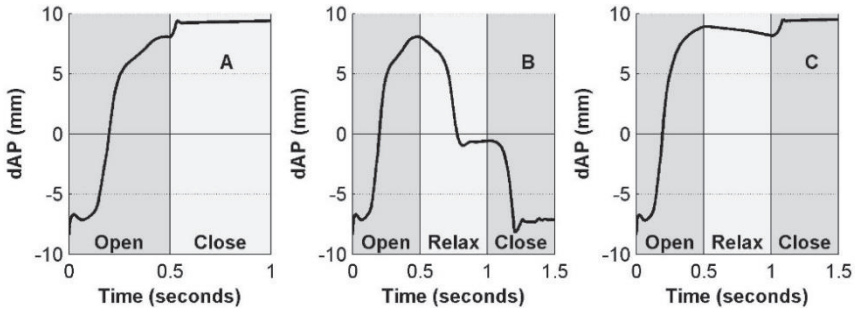 10
5
0
-5
-10
dAP (mm)
A
Open Close
0 0.5 1
Time (seconds)
10
5
0
-5
-10
dAP (mm)
B
Open Relax Close
0 0.5 1 1.5
Time (seconds)
10
5
0
-5
-10
dAP (mm)
C
Open Relax Close
0 0.5 1 1.5
Time (seconds)